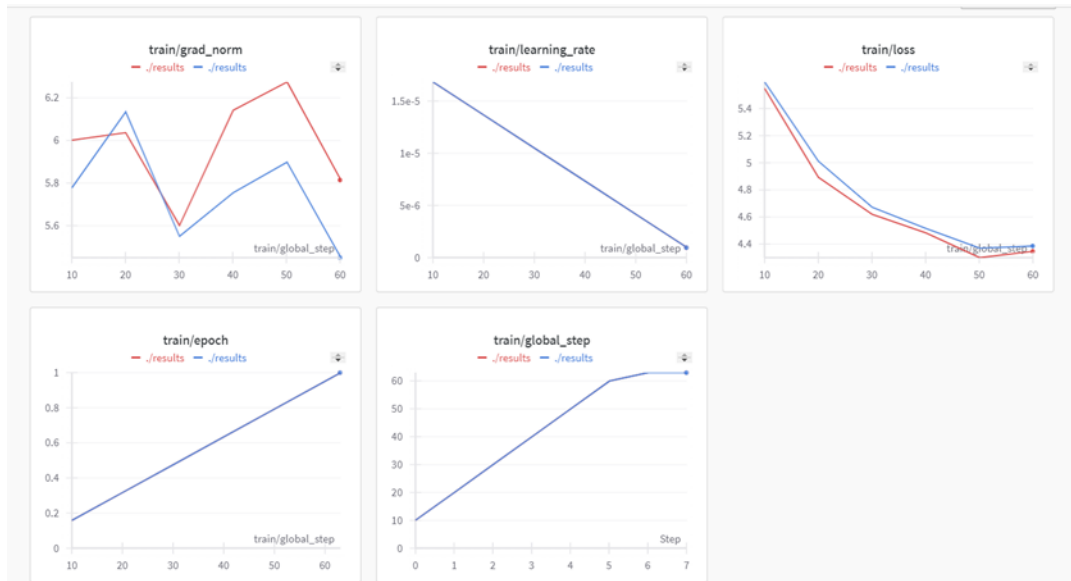 train/grad_norm
./results ./results
6.2
6
5.8
5.6
train/global_step
10 20 30 40 50 60
train/learning_rate
./results ./results
1.5e-5
1e-5
5e-6
0
train/global_step
10 20 30 40 50 60
train/loss
./results ./results
5.4
5.2
5
4.8
4.6
4.4
train/global_step
10 20 30 40 50 60
train/epoch
./results ./results
1
0.8
0.6
0.4
0.2
0
train/global_step
10 20 30 40 50 60
train/global_step
./results ./results
60
50
40
30
20
10
0
Step
0 1 2 3 4 5 6 7